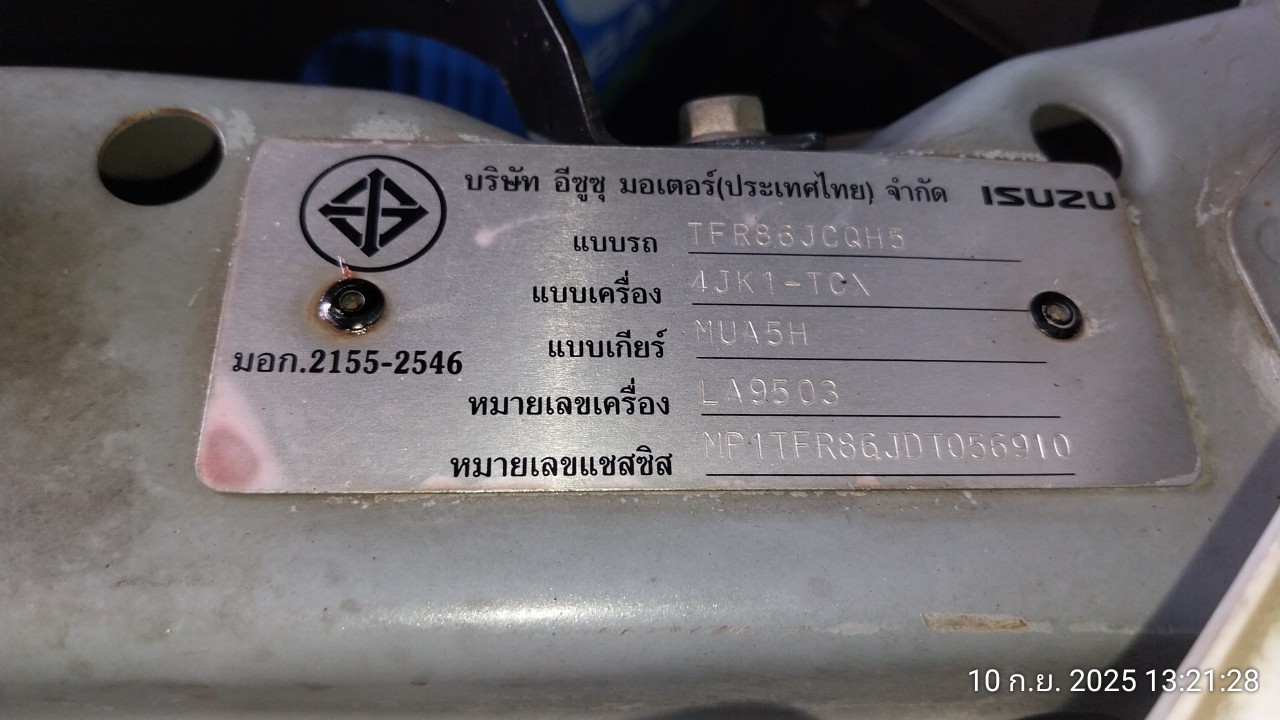 บริษัท อีซูซุ มอเตอร์(ประเทศไทย) จำกัด ISUZU
แบบรถ TFR86JCQH5
แบบเครื่อง 4JK1-TCX
แบบเกียร์ MUA5H
มอก.2155-2546
หมายเลขเครื่อง LA9503
หมายเลขแชสซิส MP1TFR86JDT056910
10 ก.ย. 2025 13:21:28